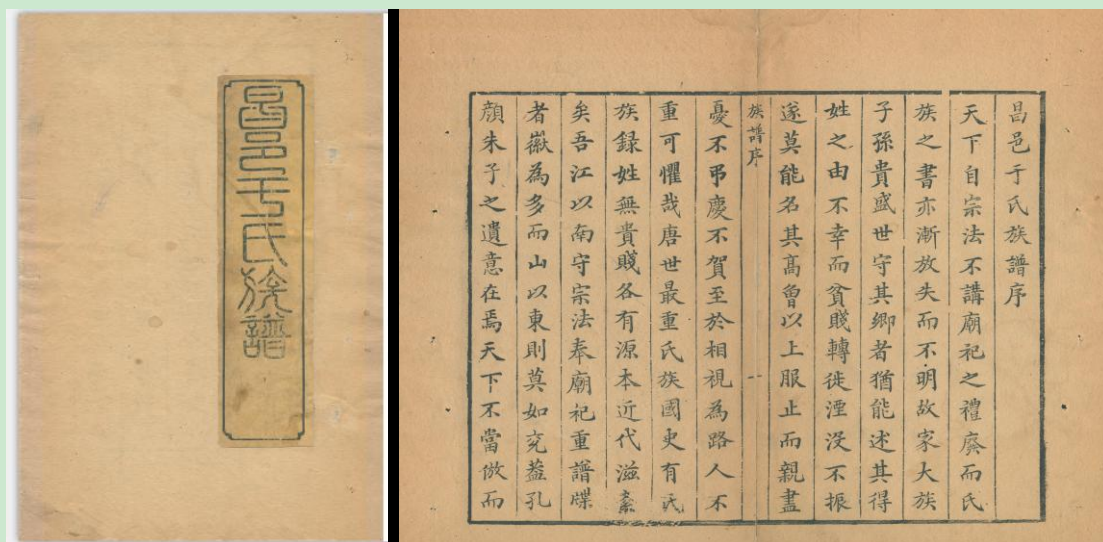 昌邑于氏族譜
昌邑于氏族譜序
天下自宗法不講廟祀之禮廢而氏
族之書亦漸放失而不明故家大族
子孫貴盛世守其鄉者猶能述其得
姓之由不幸而貧賤轉徙湮沒不振
遂莫能名其高曾以上服止而親盡
族譜序
一
憂不弔慶不賀至於相視為路人不
重可懼哉唐世最重氏族國史有氏
族錄姓無貴賤各有源本近代滋紊
矣吾江以南守宗法奉廟祀重譜牒
者歙為多而山以東則莫如兖蓋孔
顏朱子之遺意在焉天下不當倣而